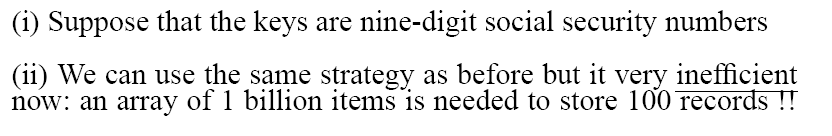 (i) Suppose that the keys are nine-digit social security numbers
(ii) We can use the same strategy as before but it very inefficient
now: an array of 1 billion items is needed to store 100 records !!